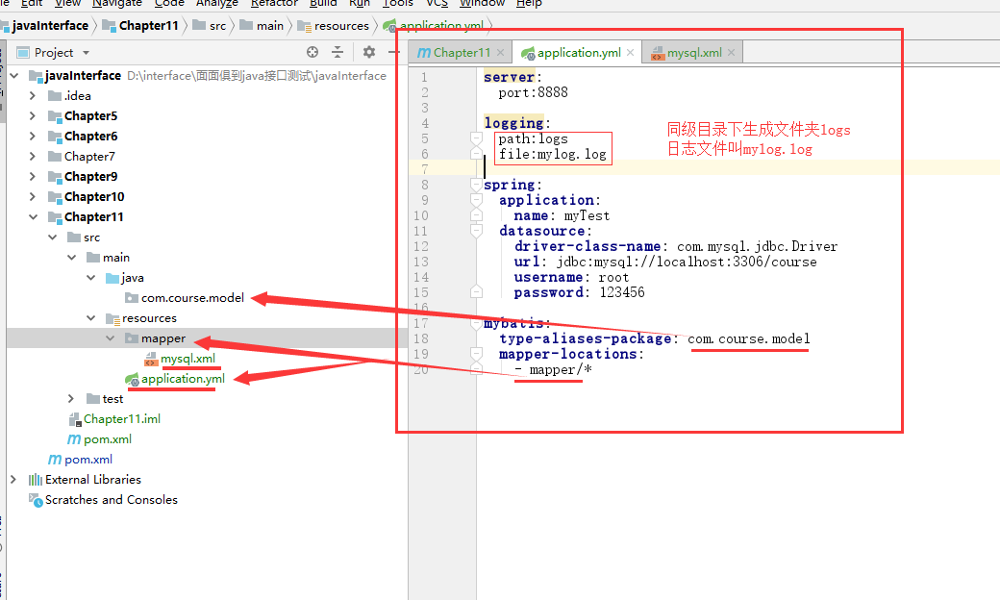 Edit View Navigate Code Analyze Refactor Build Run Tools VCS Window Help
javaInterface Chapter11 src main resources application.yml
Project
Chapter11 application.yml mysql.xml
javaInterface D:\interface\面面俱到java接口测试\javaInterface
.idea
Chapter5
Chapter6
Chapter7
Chapter9
Chapter10
Chapter11
src
main
java
com.course.model
resources
mapper
mysql.xml
application.yml
test
Chapter11.iml
pom.xml
pom.xml
External Libraries
Scratches and Consoles
1 server:
2 port:8888
3
4 logging:
5 path:logs
6 file:mylog.log
7
8 spring:
9 application:
10 name: myTest
11 datasource:
12 driver-class-name: com.mysql.jdbc.Driver
13 url: jdbc:mysql://localhost:3306/course
14 username: root
15 password: 123456
16
17 mybatis:
18 type-aliases-package: com.course.model
19 mapper-locations:
20 - mapper/*
同级目录下生成文件夹logs
日志文件叫mylog.log